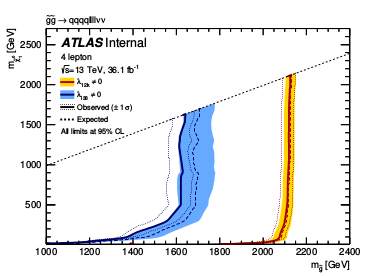 g̃g̃ → qqqqllllνν
m_χ̃⁰₁ [GeV]
ATLAS Internal
4 lepton
√s=13 TeV, 36.1 fb⁻¹
λ₁₂ₖ ≠ 0
λᵢ₃₃ ≠ 0
Observed (± 1σ)
Expected
All limits at 95% CL
2500
2000
1500
1000
500
1000 1200 1400 1600 1800 2000 2200 2400
m_g̃ [GeV]